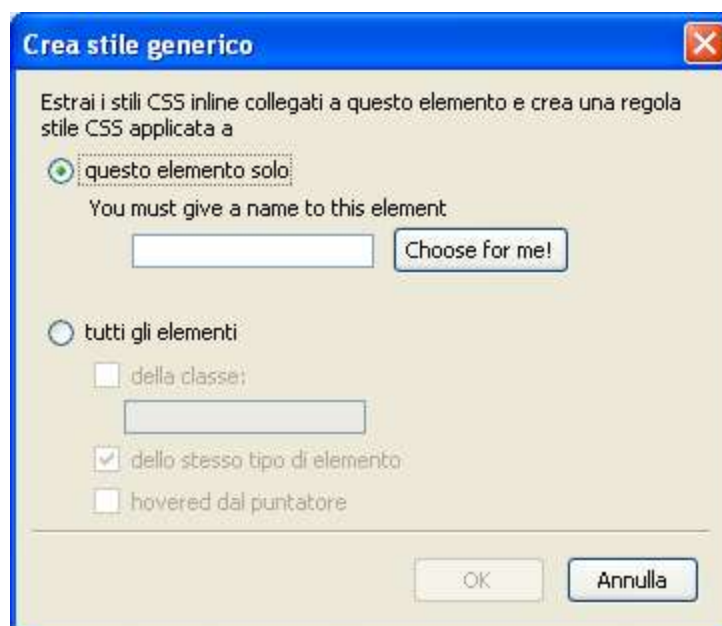 Crea stile generico
Estrai i stili CSS inline collegati a questo elemento e crea una regola
stile CSS applicata a
questo elemento solo
You must give a name to this element
Choose for me!
tutti gli elementi
della classe:
dello stesso tipo di elemento
hovered dal puntatore
OK
Annulla